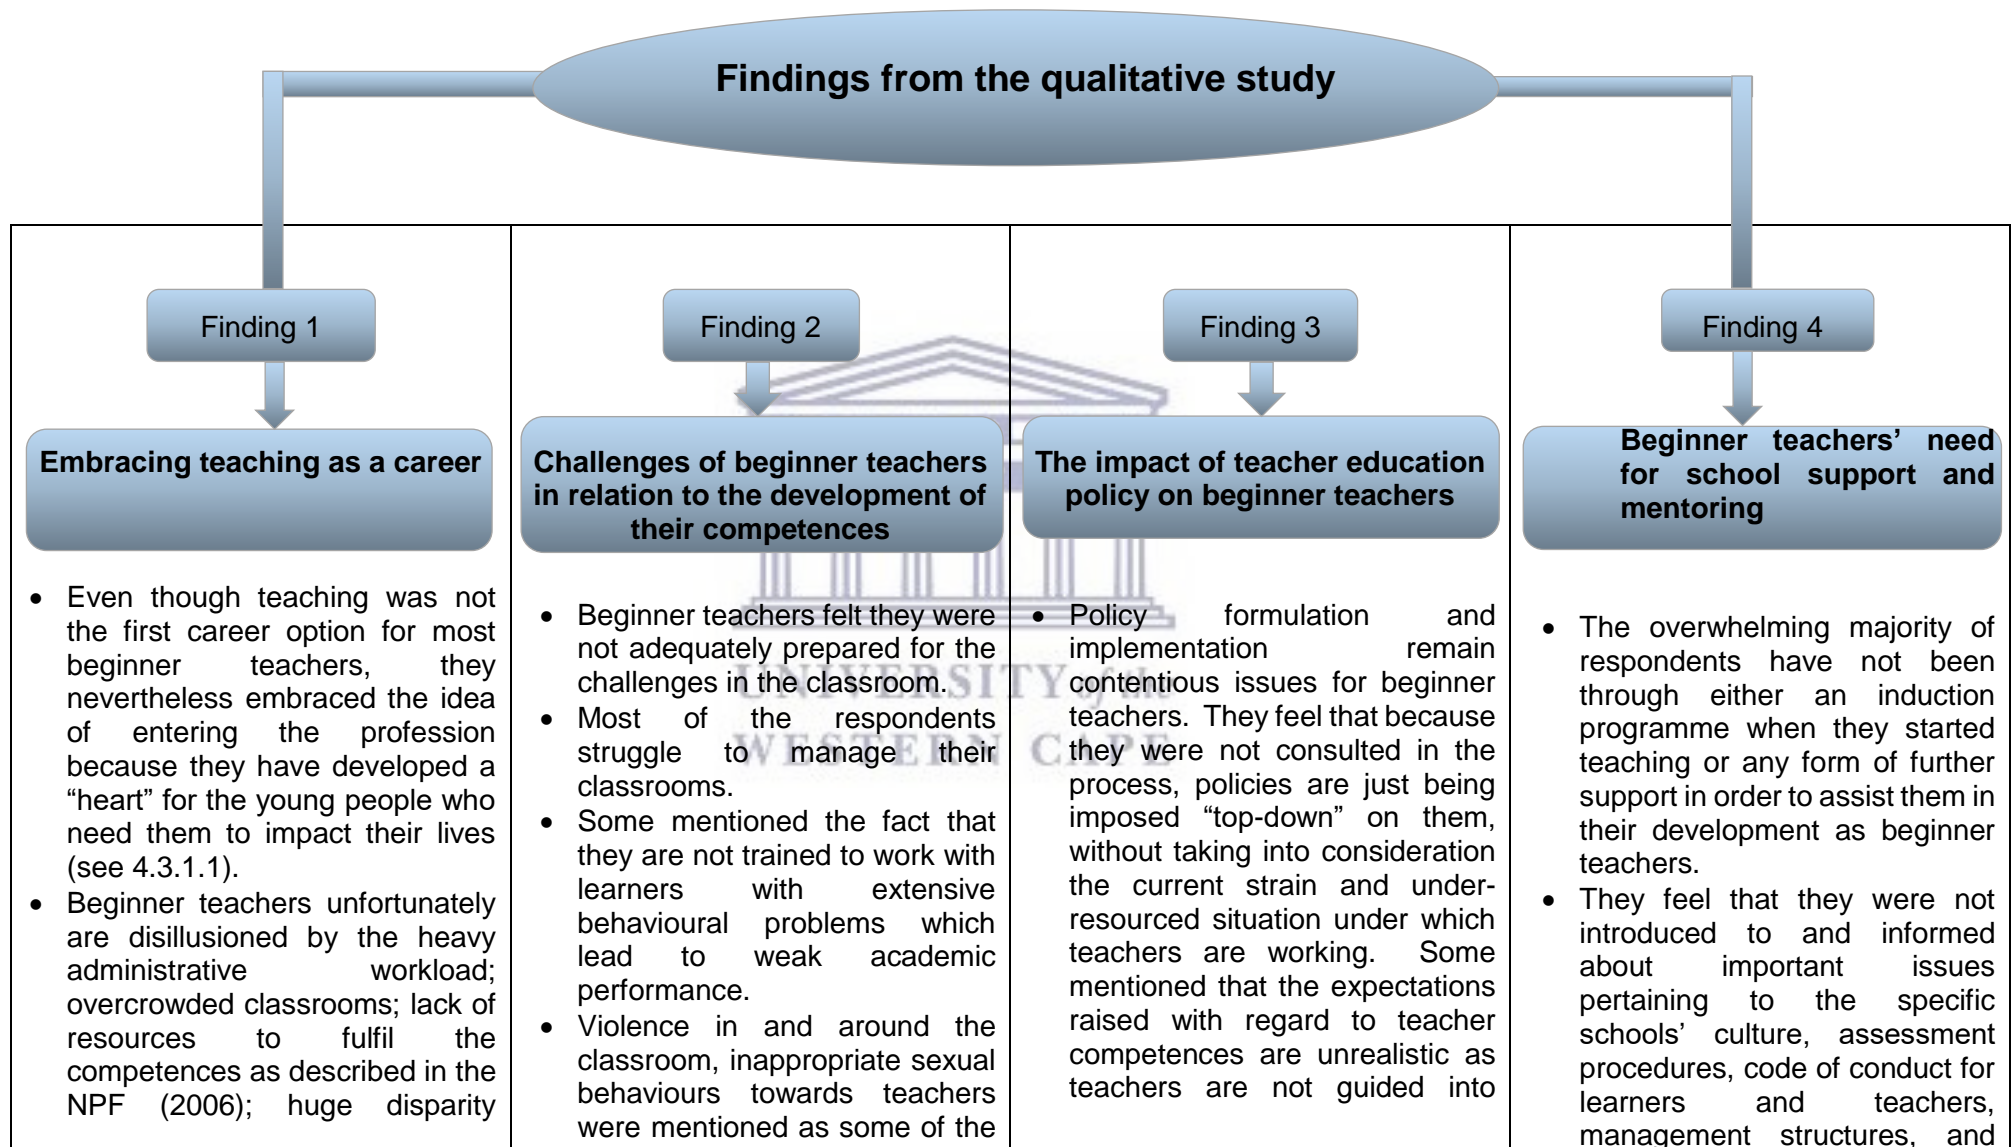 Findings from the qualitative study
Finding 1
Embracing teaching as a career
• Even though teaching was not
the first career option for most
beginner teachers, they
nevertheless embraced the idea
of entering the profession
because they have developed a
“heart” for the young people who
need them to impact their lives
(see 4.3.1.1).
• Beginner teachers unfortunately
are disillusioned by the heavy
administrative workload;
overcrowded classrooms; lack of
resources to fulfil the
competences as described in the
NPF (2006); huge disparity
Finding 2
Challenges of beginner teachers
in relation to the development of
their competences
• Beginner teachers felt they were
not adequately prepared for the
challenges in the classroom.
• Most of the respondents
struggle to manage their
classrooms.
• Some mentioned the fact that
they are not trained to work with
learners with extensive
behavioural problems which
lead to weak academic
performance.
• Violence in and around the
classroom, inappropriate sexual
behaviours towards teachers
were mentioned as some of the
Finding 3
The impact of teacher education
policy on beginner teachers
• Policy formulation and
implementation remain
contentious issues for beginner
teachers. They feel that because
they were not consulted in the
process, policies are just being
imposed “top-down” on them,
without taking into consideration
the current strain and under-
resourced situation under which
teachers are working. Some
mentioned that the expectations
raised with regard to teacher
competences are unrealistic as
teachers are not guided into
Finding 4
Beginner teachers’ need
for school support and
mentoring
• The overwhelming majority of
respondents have not been
through either an induction
programme when they started
teaching or any form of further
support in order to assist them in
their development as beginner
teachers.
• They feel that they were not
introduced to and informed
about important issues
pertaining to the specific
schools’ culture, assessment
procedures, code of conduct for
learners and teachers,
management structures, and
UNIVERSITY of the
WESTERN CAPE